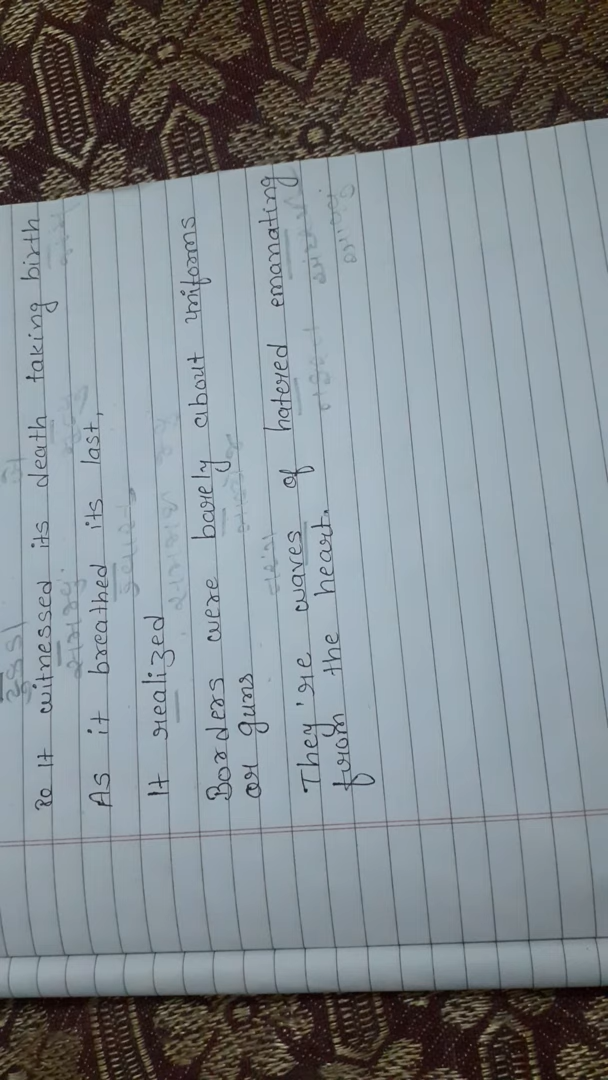 20 It witnessed its death taking birth
As it breathed its last,
It realized
Borders were barely about uniforms
or guns
They're waves of hatered emanating
from the heart.